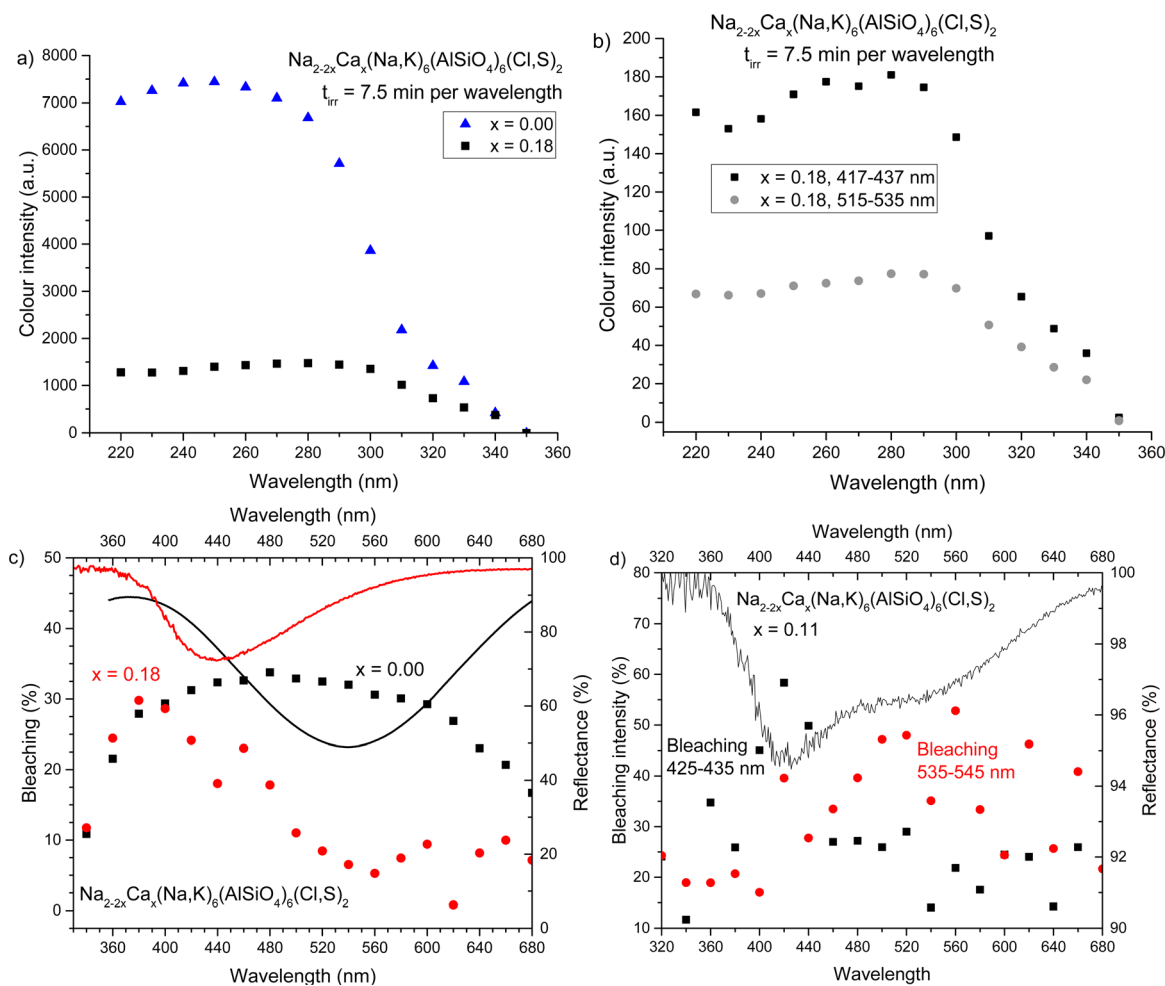 a)
Na2-2xCax(Na,K)6(AlSiO4)6(Cl,S)2
tirr = 7.5 min per wavelength
x = 0.00
x = 0.18
8000
7000
6000
5000
4000
3000
2000
1000
0
Colour intensity (a.u.)
220 240 260 280 300 320 340 360
Wavelength (nm)
b)
Na2-2xCax(Na,K)6(AlSiO4)6(Cl,S)2
tirr = 7.5 min per wavelength
x = 0.18, 417-437 nm
x = 0.18, 515-535 nm
200
180
160
140
120
100
80
60
40
20
0
Colour intensity (a.u.)
220 240 260 280 300 320 340 360
Wavelength (nm)
c)
Wavelength (nm)
360 400 440 480 520 560 600 640 680
50
40
30
20
10
0
Bleaching (%)
x = 0.18
x = 0.00
Na2-2xCax(Na,K)6(AlSiO4)6(Cl,S)2
100
80
60
40
20
0
Reflectance (%)
360 400 440 480 520 560 600 640 680
Wavelength (nm)
d)
Wavelength (nm)
320 360 400 440 480 520 560 600 640 680
80
70
60
50
40
30
20
10
Bleaching intensity (%)
Na2-2xCax(Na,K)6(AlSiO4)6(Cl,S)2
x = 0.11
Bleaching
425-435 nm
Bleaching
535-545 nm
100
98
96
94
92
90
Reflectance (%)
320 360 400 440 480 520 560 600 640 680
Wavelength